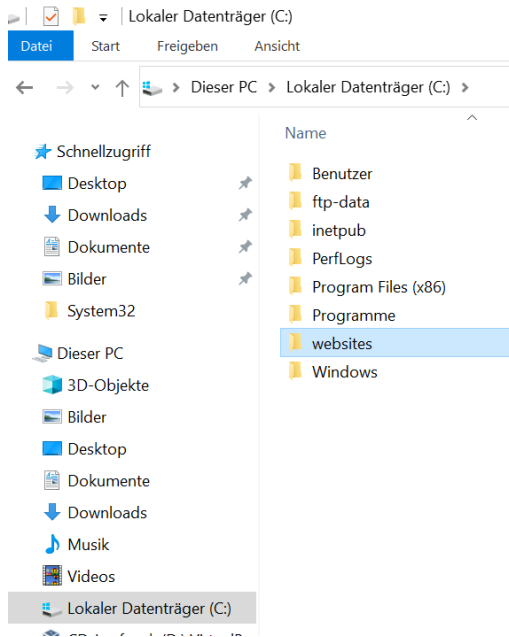 Lokaler Datenträger (C:)
Datei Start Freigeben Ansicht
Dieser PC Lokaler Datenträger (C:)
Name
Schnellzugriff
Desktop
Downloads
Dokumente
Bilder
System32
Dieser PC
3D-Objekte
Bilder
Desktop
Dokumente
Downloads
Musik
Videos
Lokaler Datenträger (C:)
Benutzer
ftp-data
inetpub
PerfLogs
Program Files (x86)
Programme
websites
Windows